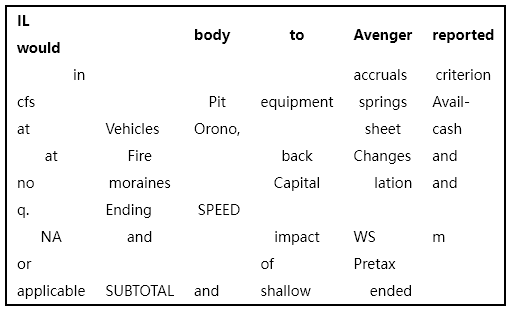 IL would body to Avenger reported
in accruals criterion
cfs Pit equipment springs Avail-
at Vehicles Orono, sheet cash
at Fire back Changes and
no moraines Capital lation and
q. Ending SPEED
NA and impact WS m
or of Pretax
applicable SUBTOTAL and shallow ended